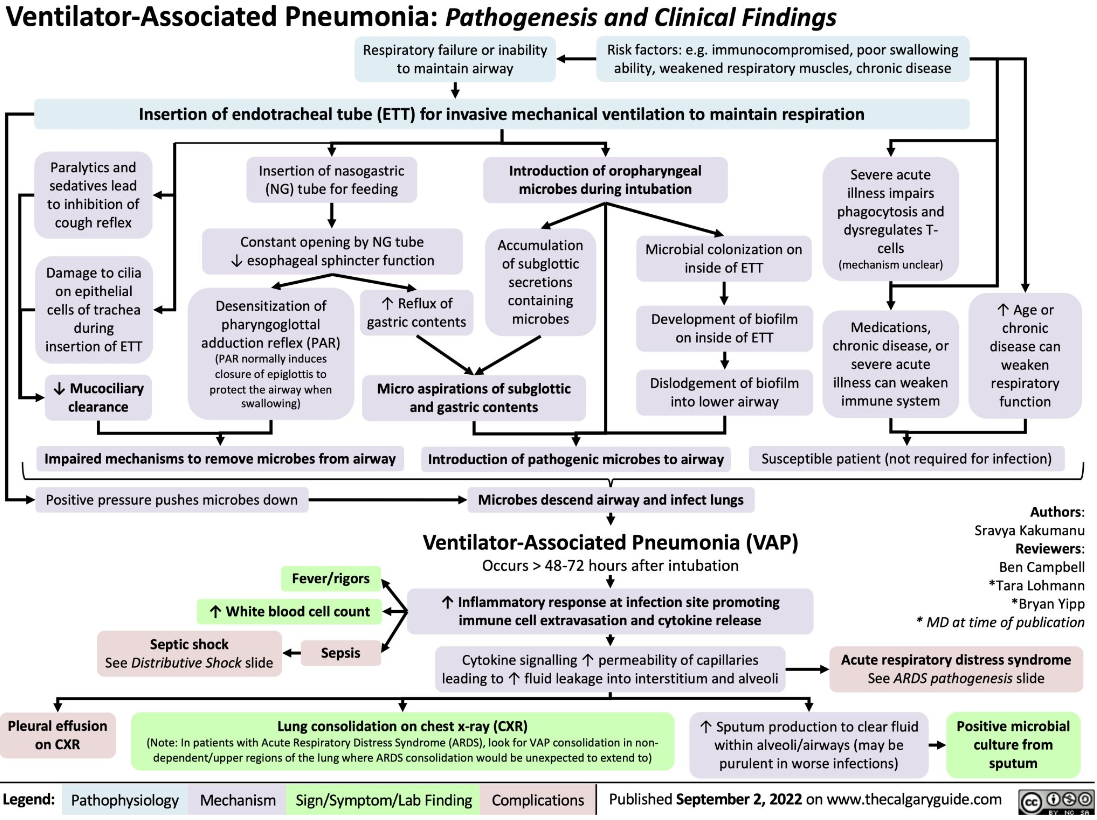 Ventilator-Associated Pneumonia: Pathogenesis and Clinical Findings
Respiratory failure or inability
to maintain airway
Risk factors: e.g. immunocompromised, poor swallowing
ability, weakened respiratory muscles, chronic disease
Insertion of endotracheal tube (ETT) for invasive mechanical ventilation to maintain respiration
Paralytics and
sedatives lead
to inhibition of
cough reflex
Insertion of nasogastric
(NG) tube for feeding
Introduction of oropharyngeal
microbes during intubation
Severe acute
illness impairs
phagocytosis and
dysregulates T-
cells
(mechanism unclear)
Constant opening by NG tube
↓ esophageal sphincter function
Accumulation
of subglottic
secretions
containing
microbes
Microbial colonization on
inside of ETT
Damage to cilia
on epithelial
cells of trachea
during
insertion of ETT
Desensitization of
pharyngoglottal
adduction reflex (PAR)
(PAR normally induces
closure of epiglottis to
protect the airway when
swallowing)
↑ Reflux of
gastric contents
Development of biofilm
on inside of ETT
Medications,
chronic disease, or
severe acute
illness can weaken
immune system
↑ Age or
chronic
disease can
weaken
respiratory
function
↓ Mucociliary
clearance
Micro aspirations of subglottic
and gastric contents
Dislodgement of biofilm
into lower airway
Impaired mechanisms to remove microbes from airway
Introduction of pathogenic microbes to airway
Susceptible patient (not required for infection)
Positive pressure pushes microbes down
Microbes descend airway and infect lungs
Ventilator-Associated Pneumonia (VAP)
Occurs > 48-72 hours after intubation
Authors:
Sravya Kakumanu
Reviewers:
Ben Campbell
*Tara Lohmann
*Bryan Yipp
* MD at time of publication
Fever/rigors
↑ White blood cell count
Sepsis
Septic shock
See Distributive Shock slide
↑ Inflammatory response at infection site promoting
immune cell extravasation and cytokine release
Cytokine signalling ↑ permeability of capillaries
leading to ↑ fluid leakage into interstitium and alveoli
Acute respiratory distress syndrome
See ARDS pathogenesis slide
Pleural effusion
on CXR
Lung consolidation on chest x-ray (CXR)
(Note: In patients with Acute Respiratory Distress Syndrome (ARDS), look for VAP consolidation in non-
dependent/upper regions of the lung where ARDS consolidation would be unexpected to extend to)
↑ Sputum production to clear fluid
within alveoli/airways (may be
purulent in worse infections)
Positive microbial
culture from
sputum
Legend:
Pathophysiology
Mechanism
Sign/Symptom/Lab Finding
Complications
Published September 2, 2022 on www.thecalgaryguide.com
cc
BY NC SA